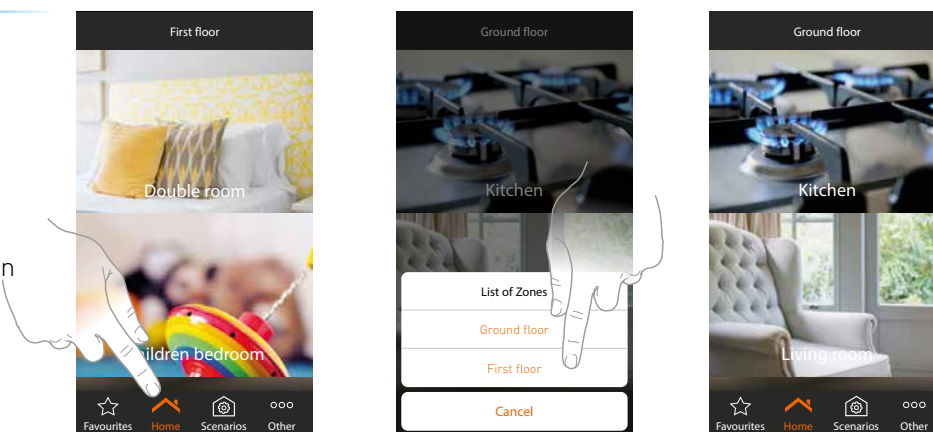 First floor
Double room
ildren bedroom
Favourites Home Scenarios Other
n
Ground floor
Kitchen
List of Zones
Ground floor
First floor
Cancel
Ground floor
Kitchen
Living room
Favourites Home Scenarios Other